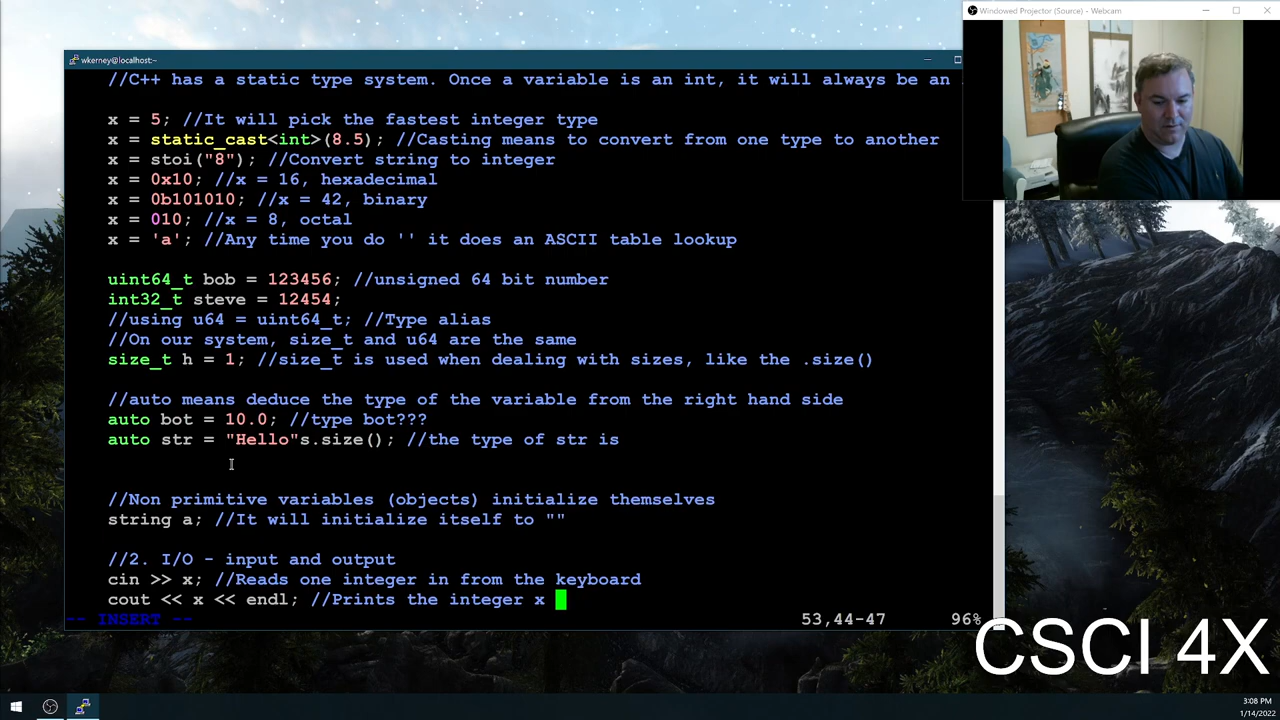 Windowed Projector (Source) - Webcam
wkerney@localhost:~
//C++ has a static type system. Once a variable is an int, it will always be an
x = 5; //It will pick the fastest integer type
x = static_cast<int>(8.5); //Casting means to convert from one type to another
x = stoi("8"); //Convert string to integer
x = 0x10; //x = 16, hexadecimal
x = 0b101010; //x = 42, binary
x = 010; //x = 8, octal
x = 'a'; //Any time you do '' it does an ASCII table lookup
uint64_t bob = 123456; //unsigned 64 bit number
int32_t steve = 12454;
//using u64 = uint64_t; //Type alias
//On our system, size_t and u64 are the same
size_t h = 1; //size_t is used when dealing with sizes, like the .size()
//auto means deduce the type of the variable from the right hand side
auto bot = 10.0; //type bot???
auto str = "Hello"s.size(); //the type of str is
//Non primitive variables (objects) initialize themselves
string a; //It will initialize itself to ""
//2. I/O - input and output
cin >> x; //Reads one integer in from the keyboard
cout << x << endl; //Prints the integer x
-- INSERT -- 53,44-47 96%
CSCI 4X
3:08 PM
1/14/2022